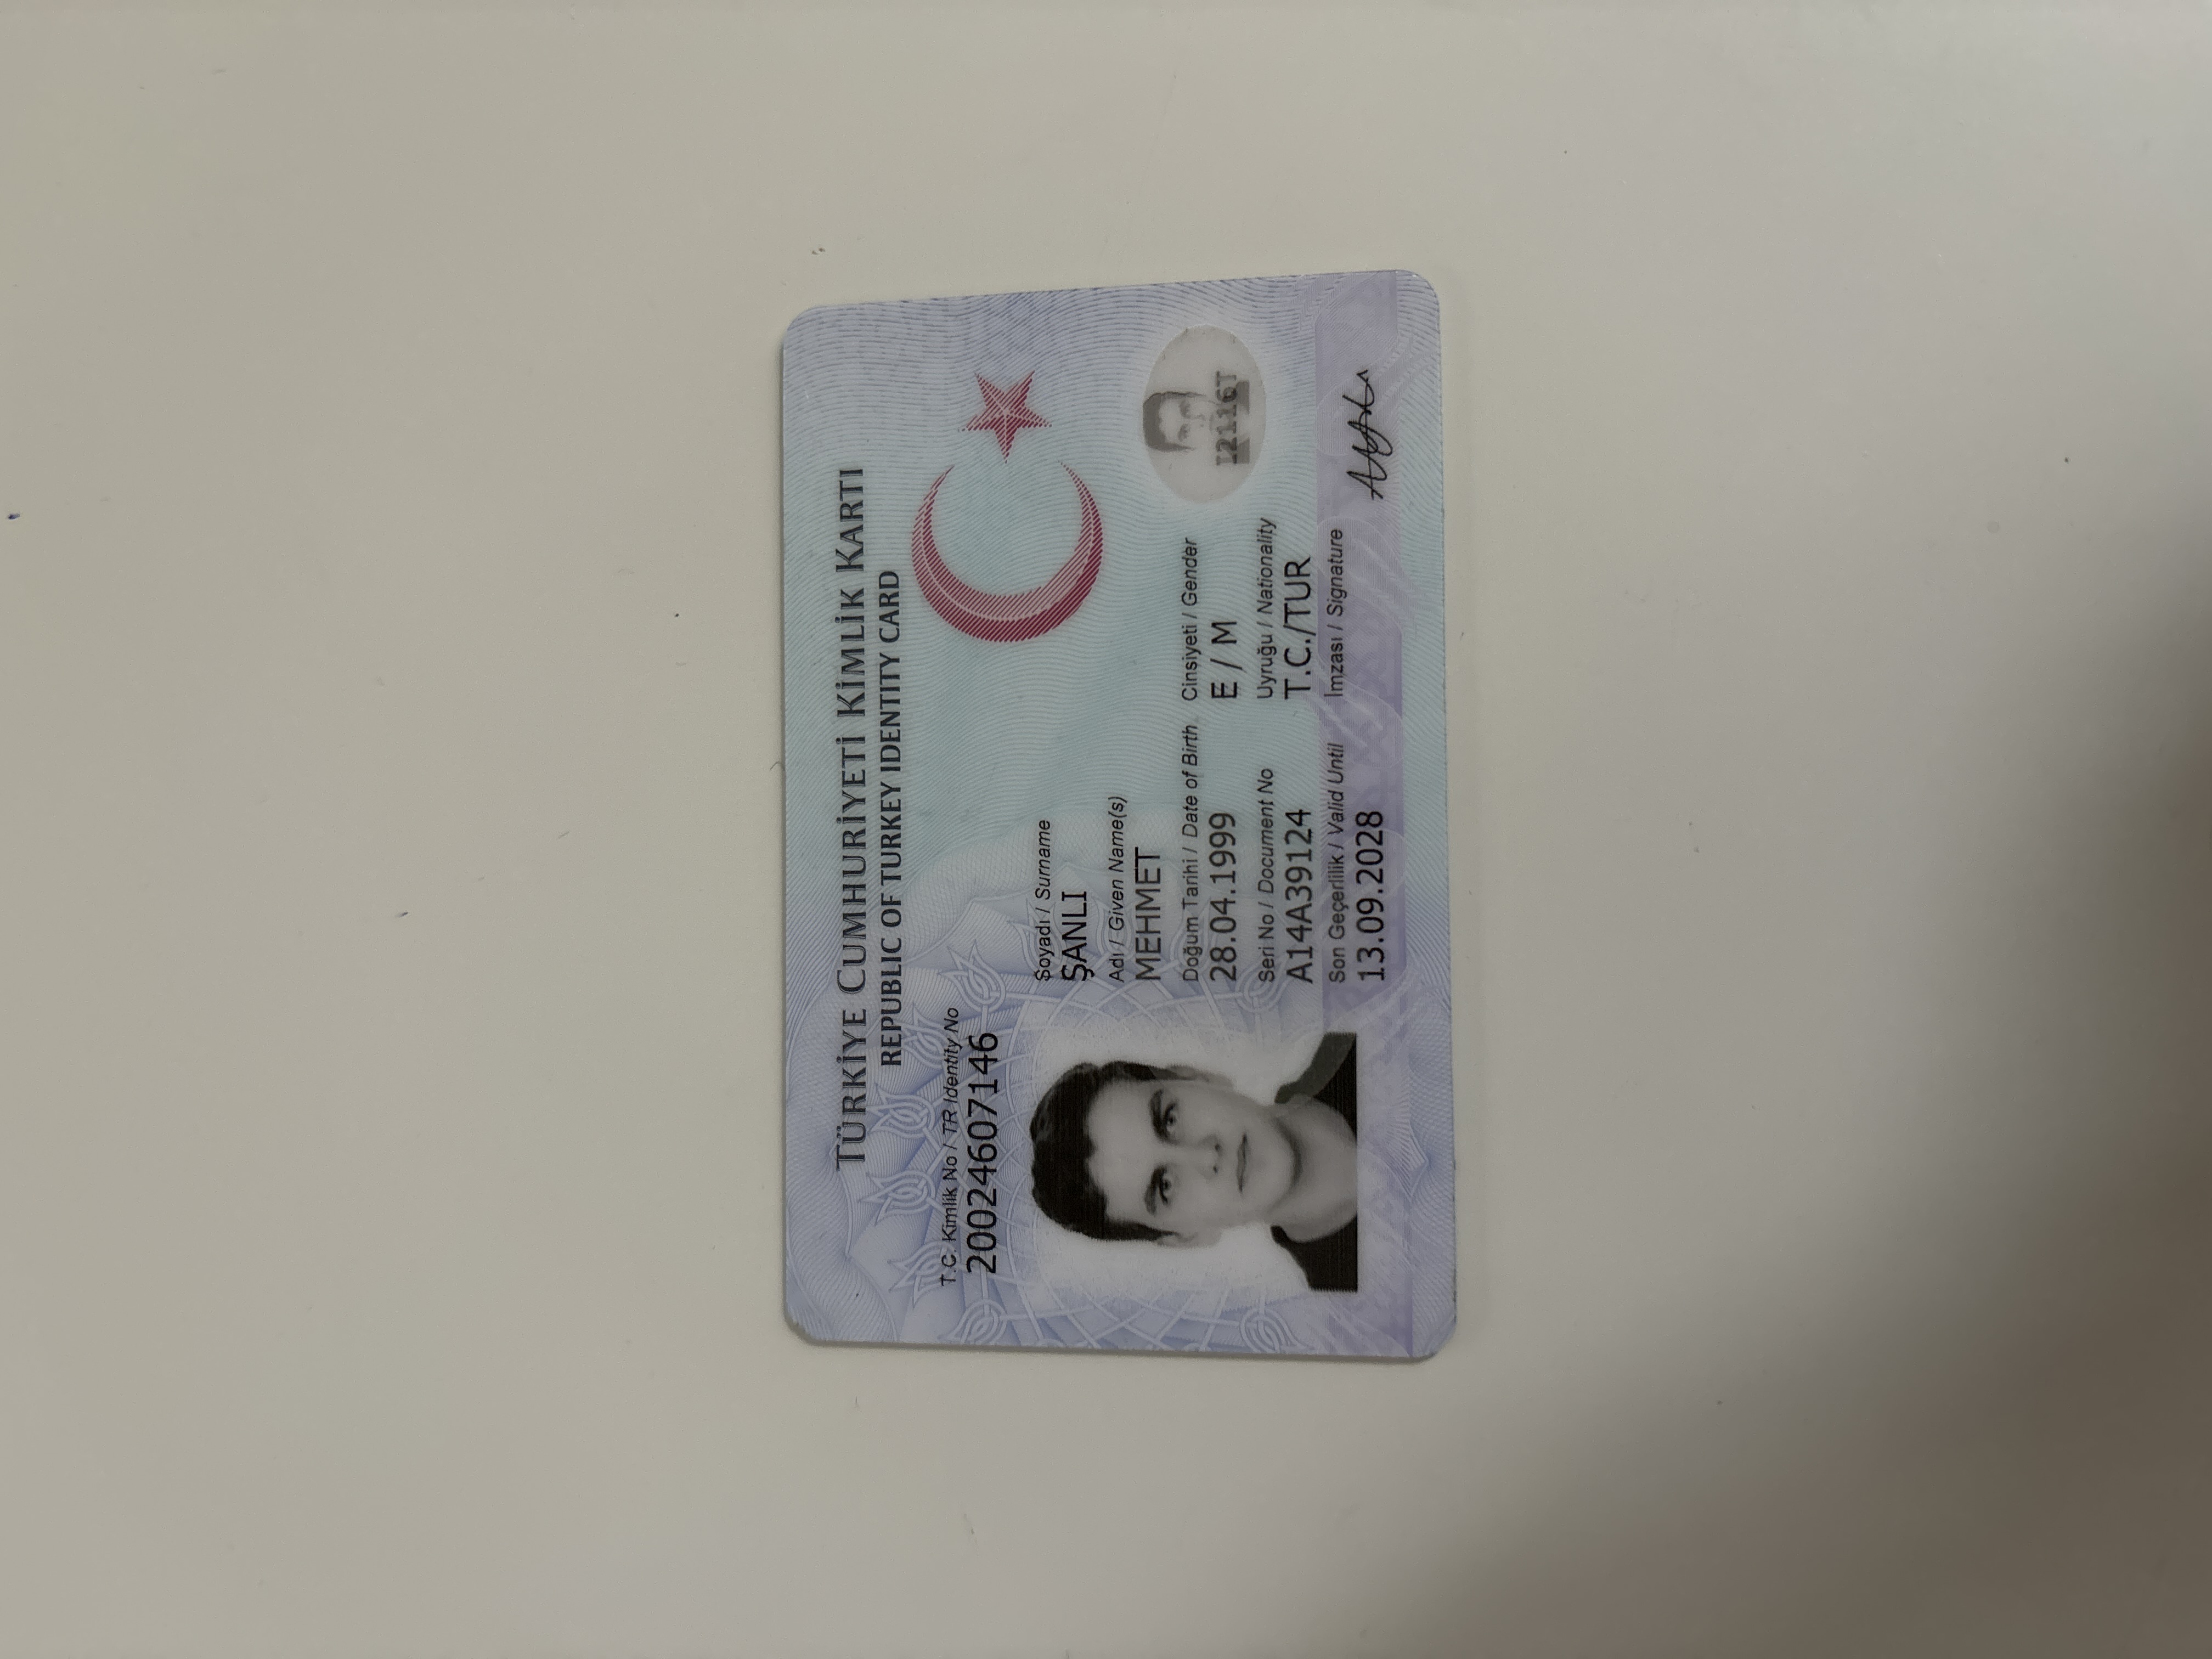 TÜRKİYE CUMHURİYETİ KİMLİK KARTI
REPUBLIC OF TURKEY IDENTITY CARD
T.C. Kimlik No / TR Identity No
20024607146
Soyadı / Surname
ŞANLI
Adı / Given Name(s)
MEHMET
Doğum Tarihi / Date of Birth Cinsiyeti / Gender
28.04.1999 E / M
I2116T
Seri No / Document No Uyruğu / Nationality
A14A39124 T.C./TUR
Son Geçerlilik / Valid Until İmzası / Signature
13.09.2028